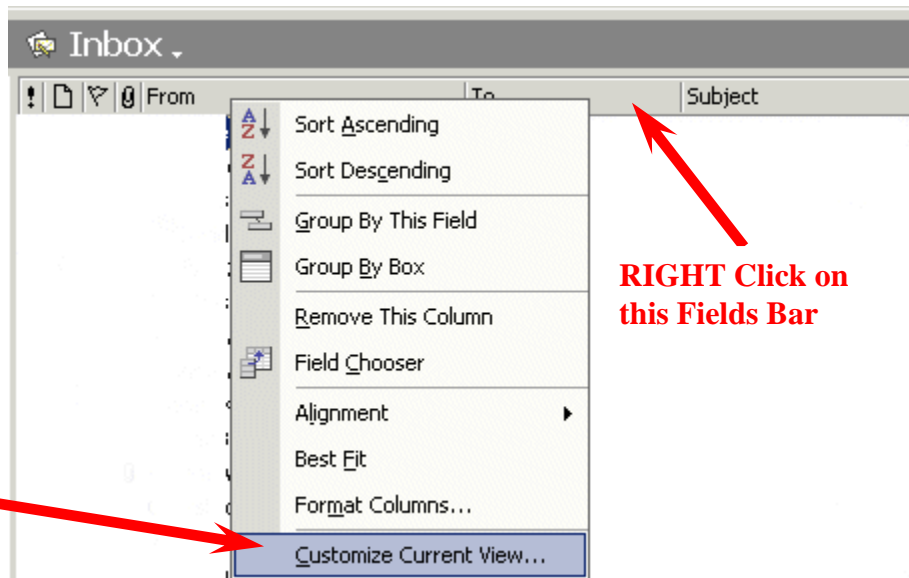 Inbox
! From To Subject
Sort Ascending
Sort Descending
Group By This Field
Group By Box
RIGHT Click on
this Fields Bar
Remove This Column
Field Chooser
Alignment
Best Fit
Format Columns...
Customize Current View...